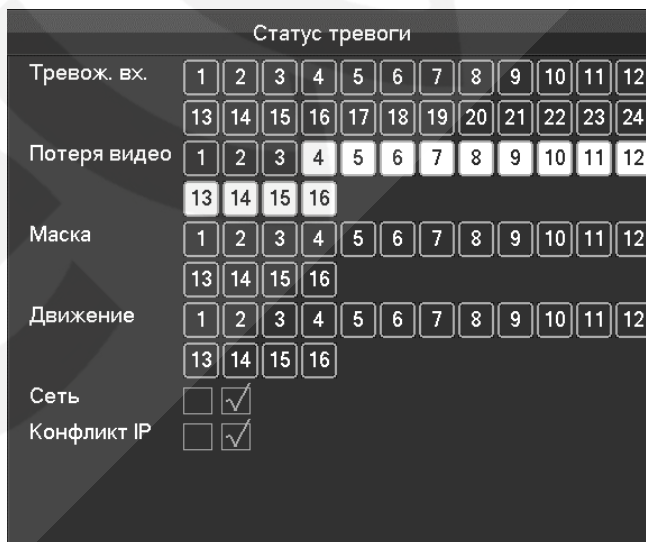 Статус тревоги
Тревож. вх. 1 2 3 4 5 6 7 8 9 10 11 12
13 14 15 16 17 18 19 20 21 22 23 24
Потеря видео 1 2 3 4 5 6 7 8 9 10 11 12
13 14 15 16
Маска 1 2 3 4 5 6 7 8 9 10 11 12
13 14 15 16
Движение 1 2 3 4 5 6 7 8 9 10 11 12
13 14 15 16
Сеть
Конфликт IP